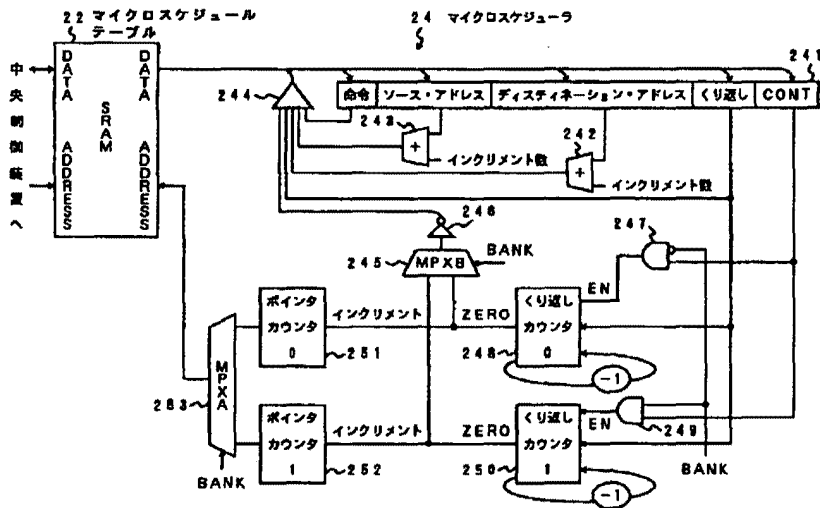 22 マイクロスケジュール
テーブル
24 マイクロスケジューラ
241
中央制御装置へ
DATA
DATA
SRAM
ADDRESS
ADDRESS
244
命令 ソース・アドレス ディスティネーション・アドレス くり返し CONT
243
+
インクリメント数
242
+
インクリメント数
246
245
MPXB
BANK
247
EN
ポインタ
カウンタ
0
251
インクリメント
ZERO
くり返し
カウンタ
0
248
-1
MPXA
253
BANK
ポインタ
カウンタ
1
252
インクリメント
ZERO
EN
くり返し
カウンタ
1
250
-1
249
BANK